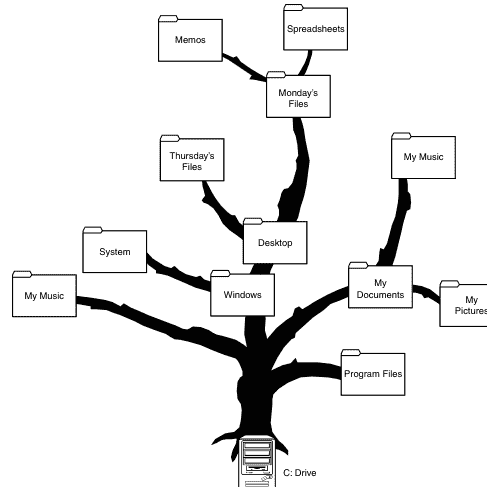 Spreadsheets
Memos
Monday's
Files
My Music
Thursday's
Files
Desktop
System
My Music
Windows
My
Documents
My
Pictures
Program Files
C: Drive